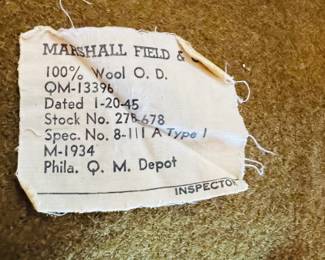 MARSHALL FIELD &
100% Wool O. D.
QM-13396
Dated 1-20-45
Stock No. 27B-678
Spec. No. 8-111 A Type I
M-1934
Phila. Q. M. Depot
INSPECTOR